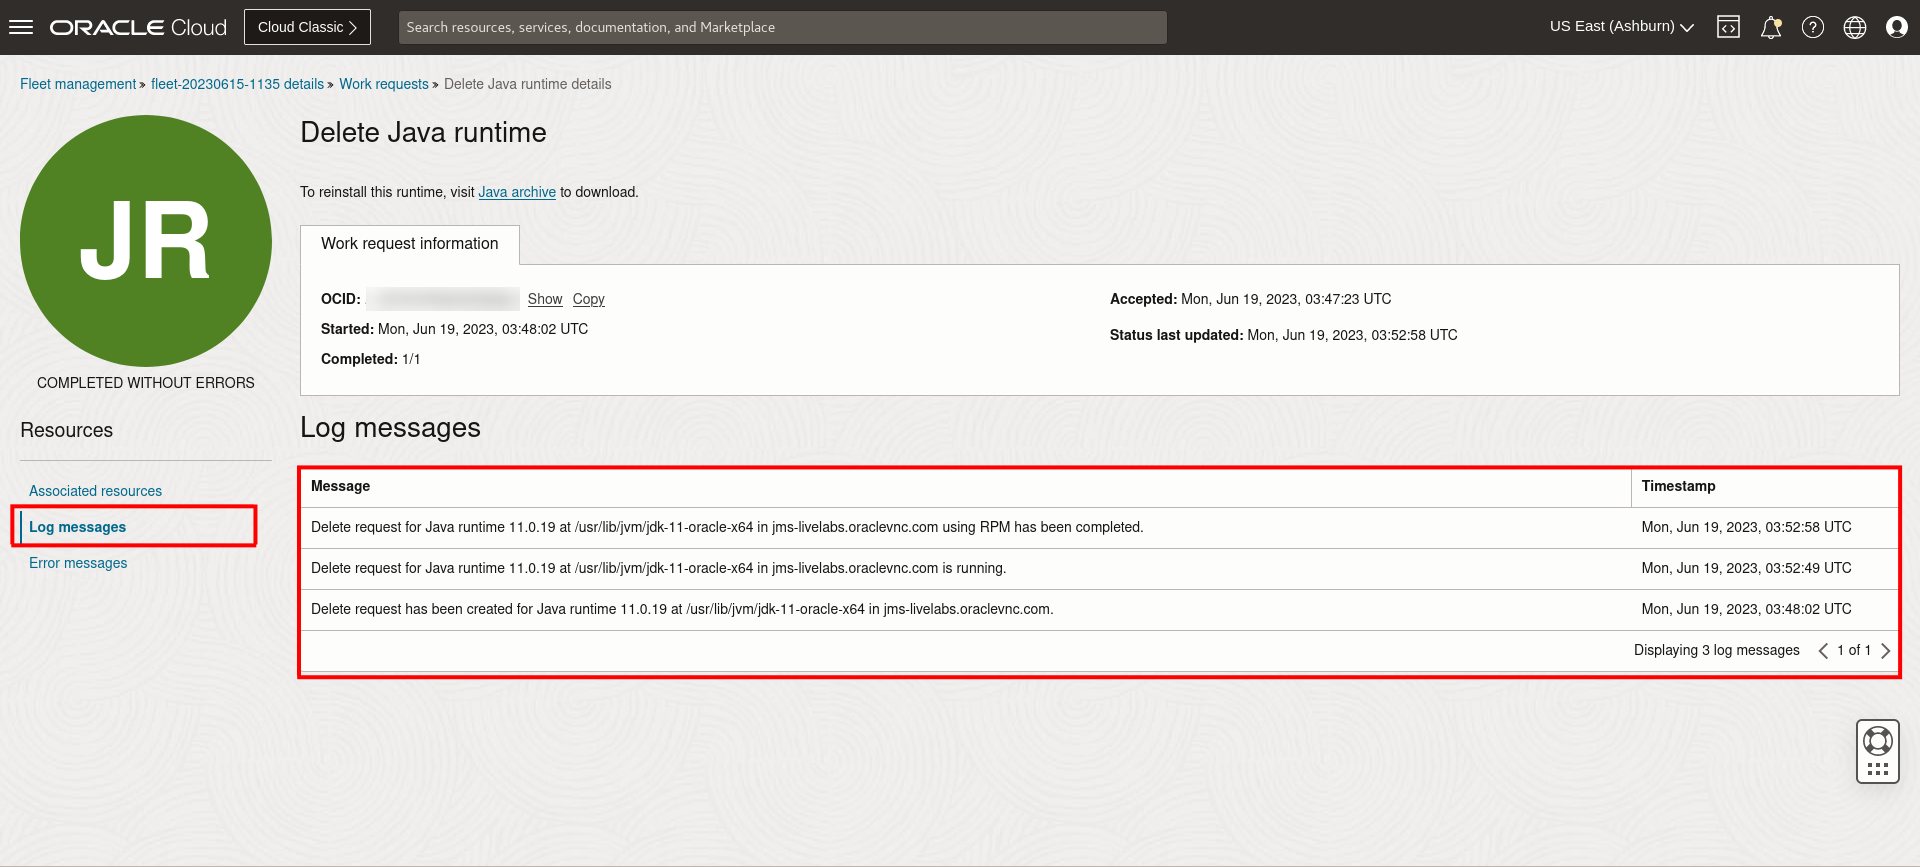 ORACLE Cloud
Cloud Classic
Search resources, services, documentation, and Marketplace
US East (Ashburn)
Fleet management » fleet-20230615-1135 details » Work requests » Delete Java runtime details
JR
COMPLETED WITHOUT ERRORS
Resources
Associated resources
Log messages
Error messages
Delete Java runtime
To reinstall this runtime, visit Java archive to download.
Work request information
OCID: Show Copy
Started: Mon, Jun 19, 2023, 03:48:02 UTC
Completed: 1/1
Accepted: Mon, Jun 19, 2023, 03:47:23 UTC
Status last updated: Mon, Jun 19, 2023, 03:52:58 UTC
Log messages
Message Timestamp
Delete request for Java runtime 11.0.19 at /usr/lib/jvm/jdk-11-oracle-x64 in jms-livelabs.oraclevnc.com using RPM has been completed. Mon, Jun 19, 2023, 03:52:58 UTC
Delete request for Java runtime 11.0.19 at /usr/lib/jvm/jdk-11-oracle-x64 in jms-livelabs.oraclevnc.com is running. Mon, Jun 19, 2023, 03:52:49 UTC
Delete request has been created for Java runtime 11.0.19 at /usr/lib/jvm/jdk-11-oracle-x64 in jms-livelabs.oraclevnc.com. Mon, Jun 19, 2023, 03:48:02 UTC
Displaying 3 log messages 1 of 1